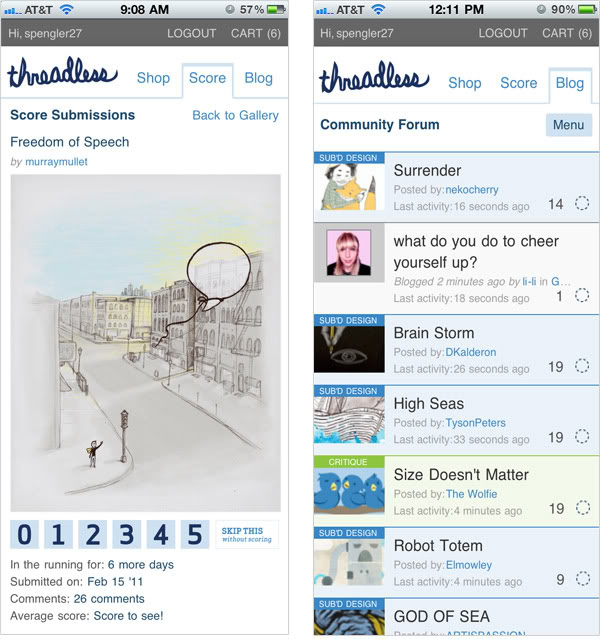 AT&T 9:08 AM 57%
Hi, spengler27 LOGOUT CART (6)
threadless Shop Score Blog
Score Submissions Back to Gallery
Freedom of Speech
by murraymullet
0 1 2 3 4 5 SKIP THIS
without scoring
In the running for: 6 more days
Submitted on: Feb 15 '11
Comments: 26 comments
Average score: Score to see!
AT&T 12:11 PM 90%
Hi, spengler27 LOGOUT CART (6)
threadless Shop Score Blog
Community Forum Menu
SUB'D DESIGN
Surrender
Posted by: nekocherry
Last activity: 16 seconds ago 14
what do you do to cheer
yourself up?
Blogged 2 minutes ago by li-li in G...
Last activity: 18 seconds ago 1
SUB'D DESIGN
Brain Storm
Posted by: DKalderon
Last activity: 26 seconds ago 19
SUB'D DESIGN
High Seas
Posted by: TysonPeters
Last activity: 33 seconds ago 19
CRITIQUE
Size Doesn't Matter
Posted by: The Wolfie
Last activity: 4 minutes ago 19
SUB'D DESIGN
Robot Totem
Posted by: Elmowley
Last activity: 4 minutes ago 9
SUB'D DESIGN
GOD OF SEA
Posted by: ARTISPASSION